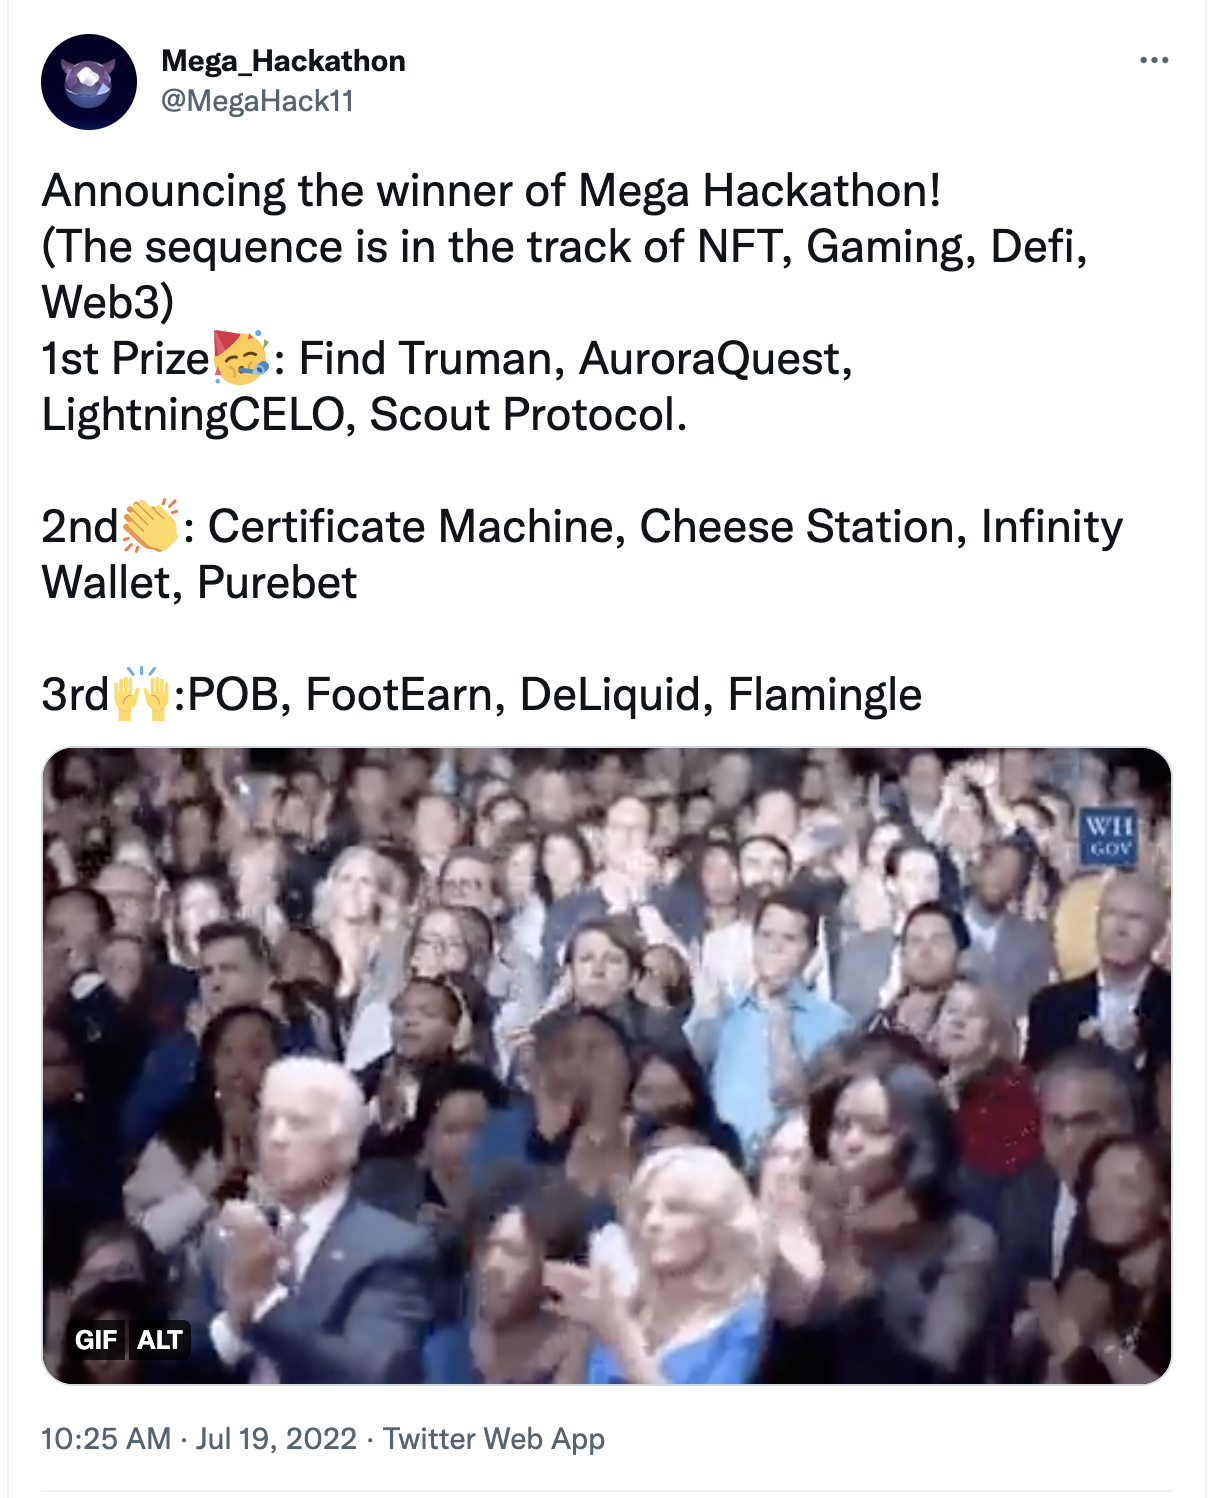 Mega_Hackathon
@MegaHack11
Announcing the winner of Mega Hackathon!
(The sequence is in the track of NFT, Gaming, Defi,
Web3)
1st Prize🥳: Find Truman, AuroraQuest,
LightningCELO, Scout Protocol.
2nd👏: Certificate Machine, Cheese Station, Infinity
Wallet, Purebet
3rd🙌:POB, FootEarn, DeLiquid, Flamingle
WH
GOV
GIF ALT
10:25 AM · Jul 19, 2022 · Twitter Web App